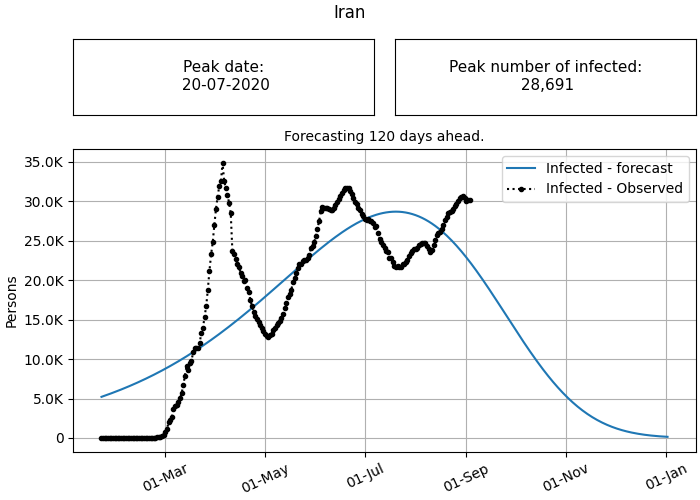 Iran
Peak date:
20-07-2020
Peak number of infected:
28,691
Forecasting 120 days ahead.
Infected - forecast
Infected - Observed
Persons
35.0K
30.0K
25.0K
20.0K
15.0K
10.0K
5.0K
0
01-Mar
01-May
01-Jul
01-Sep
01-Nov
01-Jan